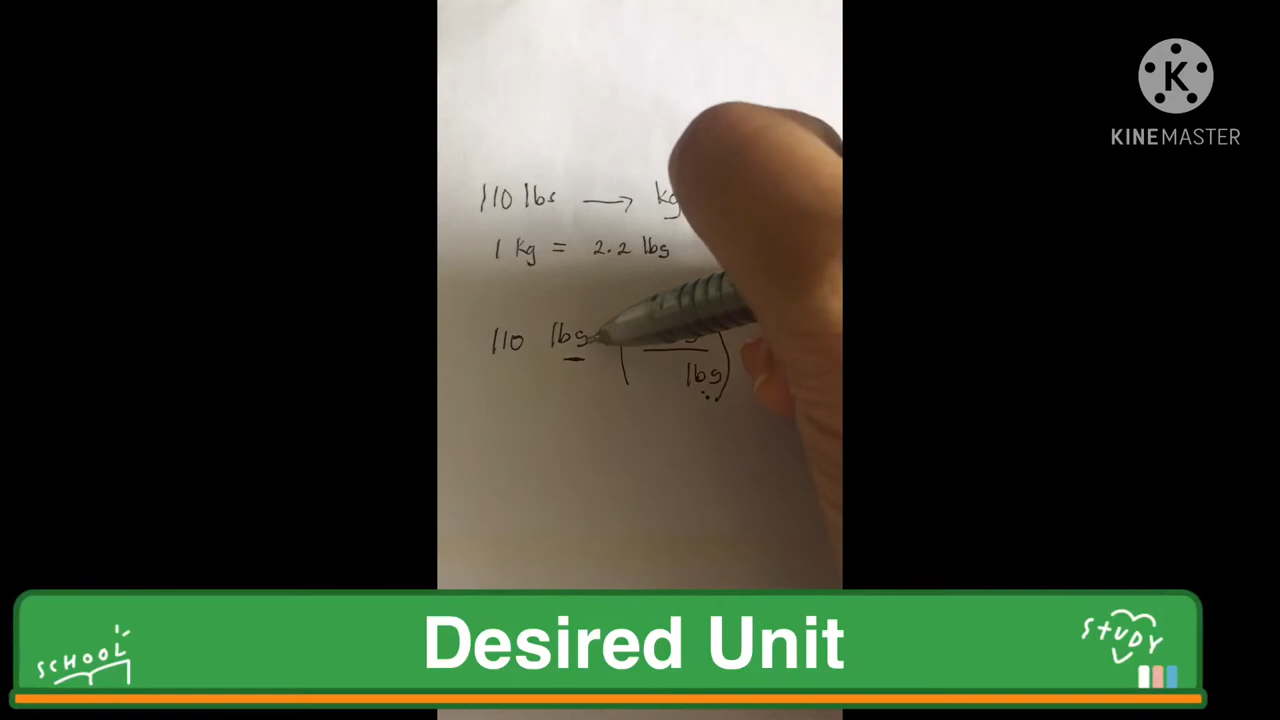 KINEMASTER
110 lbs → kg
1 kg = 2.2 lbs
110 lbs
lbs
Desired Unit
SCHOOL
STUDY